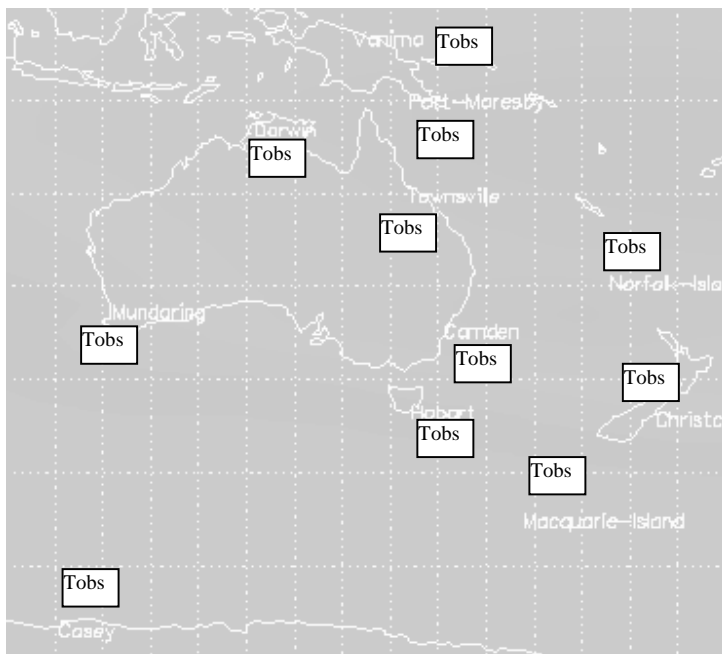 Vanimo
Tobs
Port-Moresby
Darwin
Tobs
Tobs
Townsville
Tobs
Tobs
Norfolk-Isla
Mundaring
Tobs
Camden
Tobs
Tobs
Hobart
Christc
Tobs
Tobs
Macquarie-Island
Tobs
Casey